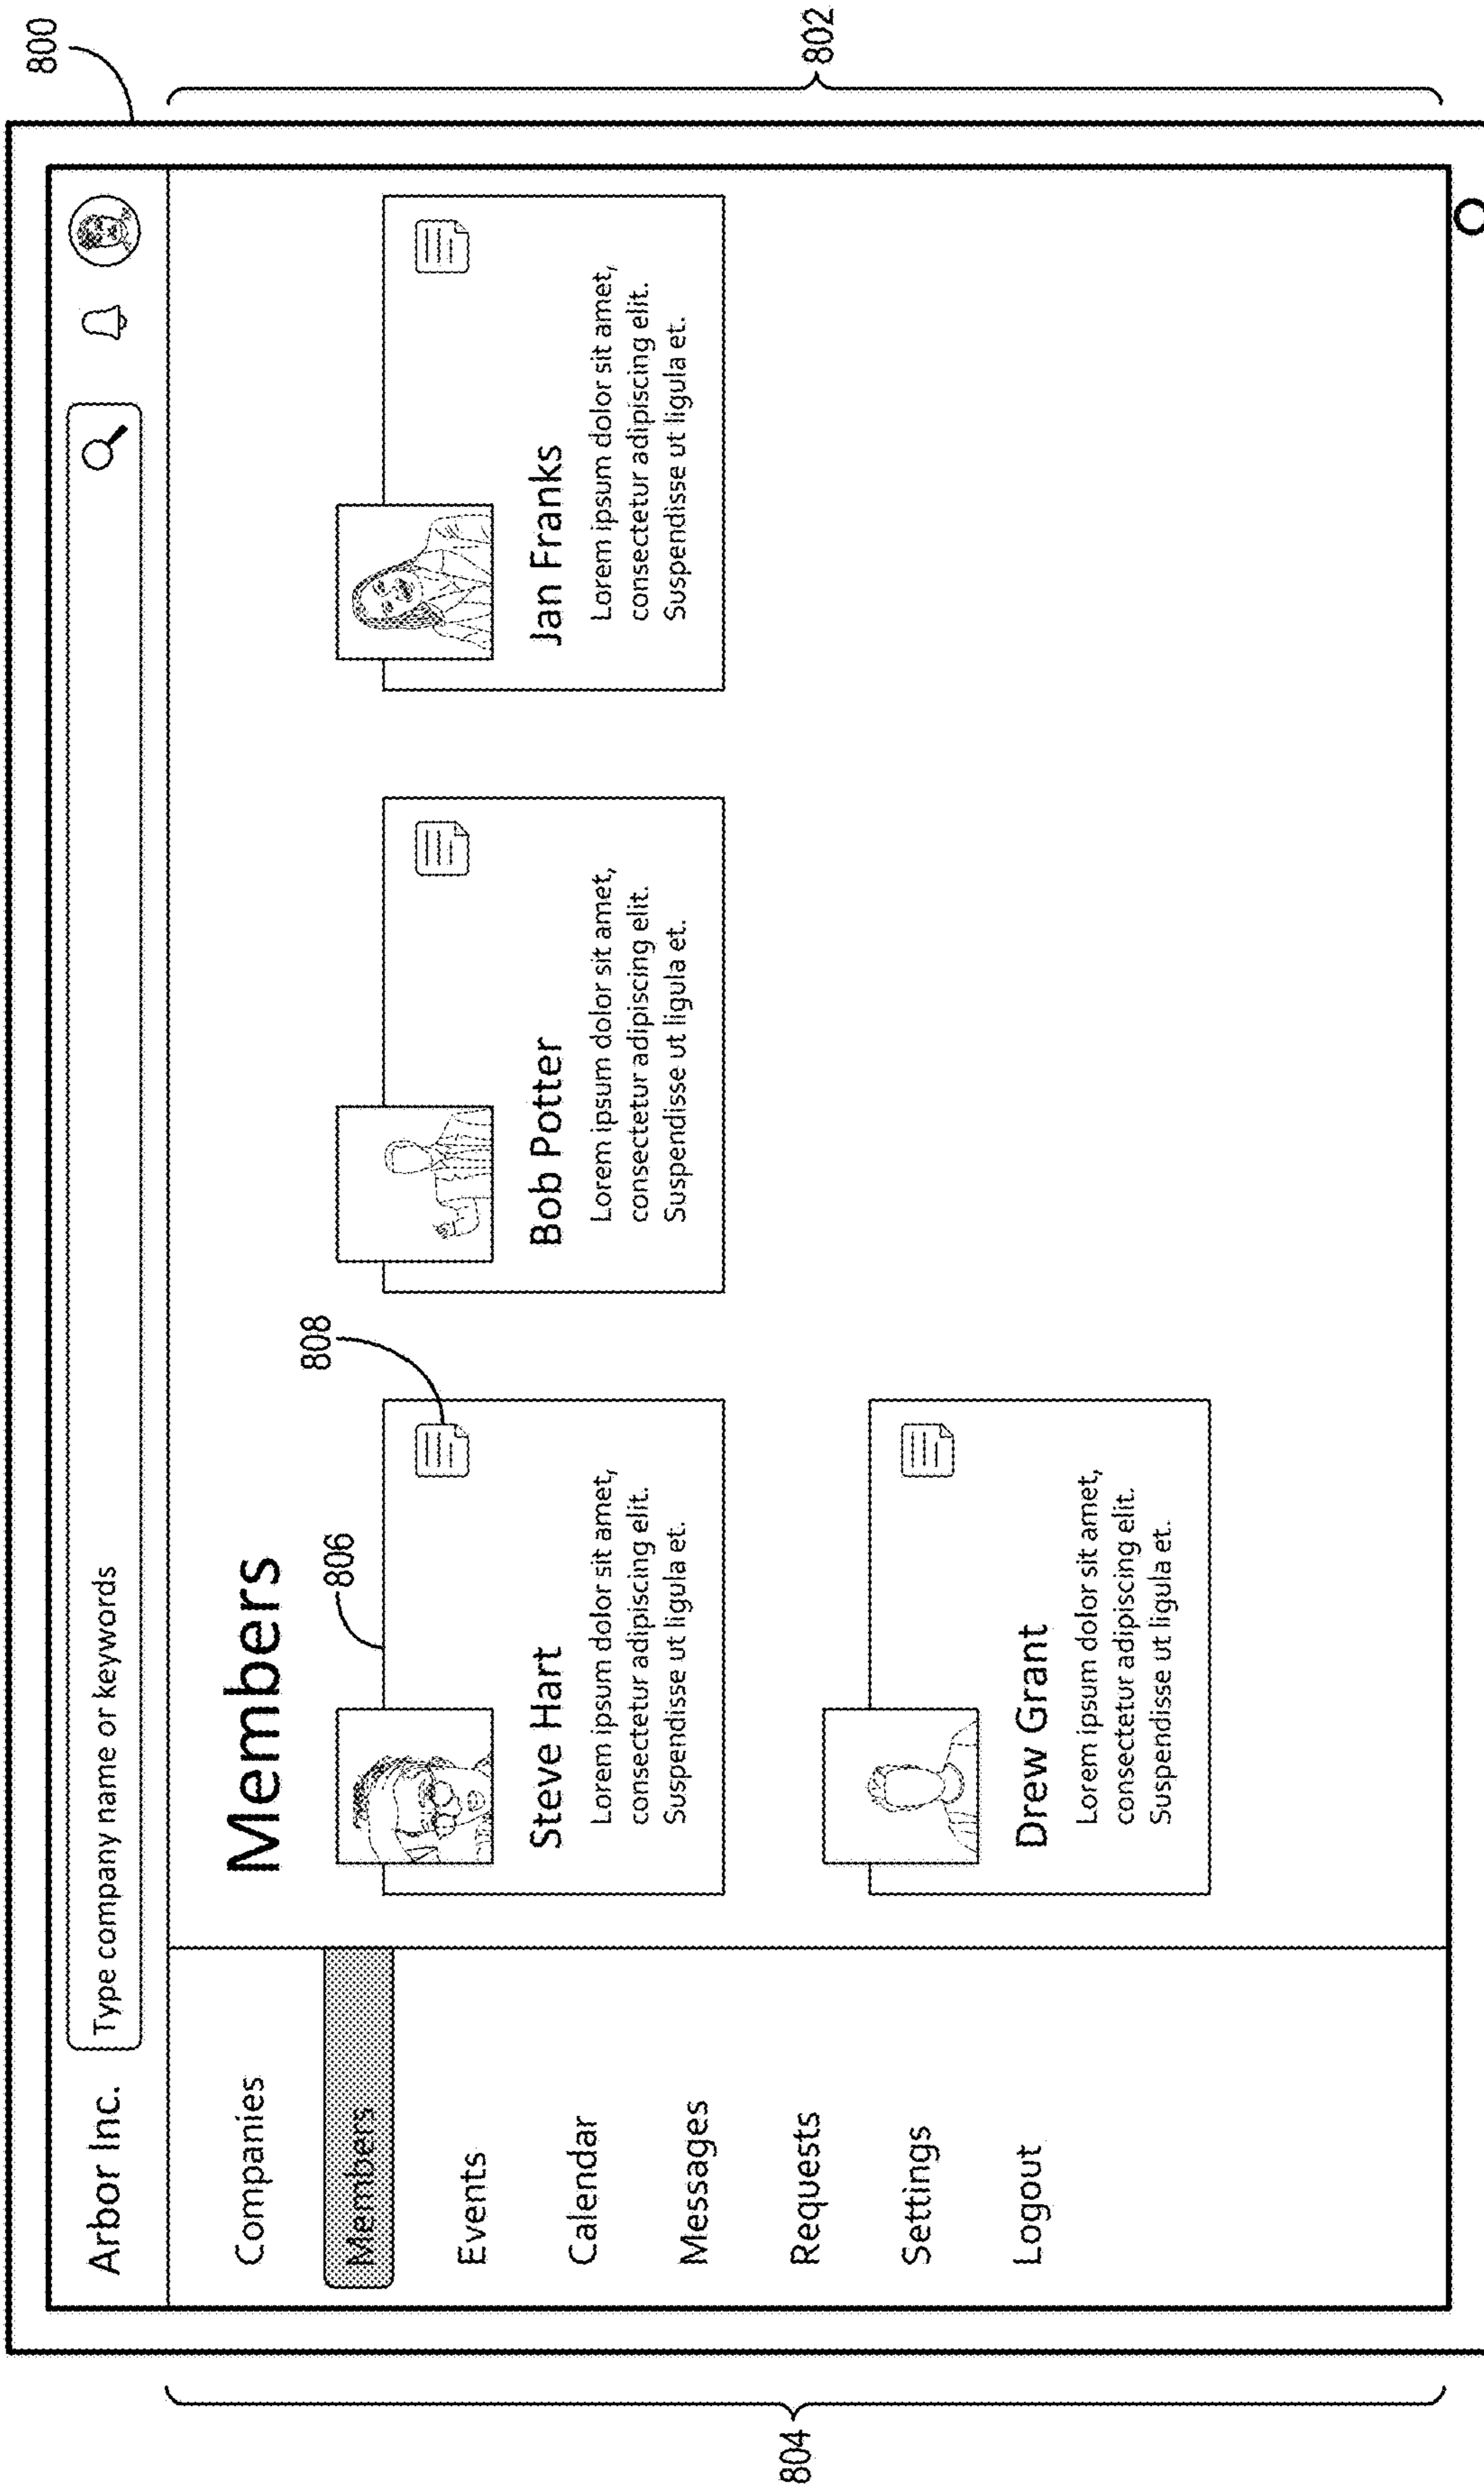 800
802
804
Arbor Inc.
Type company name or keywords
Companies
Members
Events
Calendar
Messages
Requests
Settings
Logout
Members
806
808
Steve Hart
Lorem ipsum dolor sit amet,
consectetur adipiscing elit.
Suspendisse ut ligula et.
Bob Potter
Lorem ipsum dolor sit amet,
consectetur adipiscing elit.
Suspendisse ut ligula et.
Jan Franks
Lorem ipsum dolor sit amet,
consectetur adipiscing elit.
Suspendisse ut ligula et.
Drew Grant
Lorem ipsum dolor sit amet,
consectetur adipiscing elit.
Suspendisse ut ligula et.